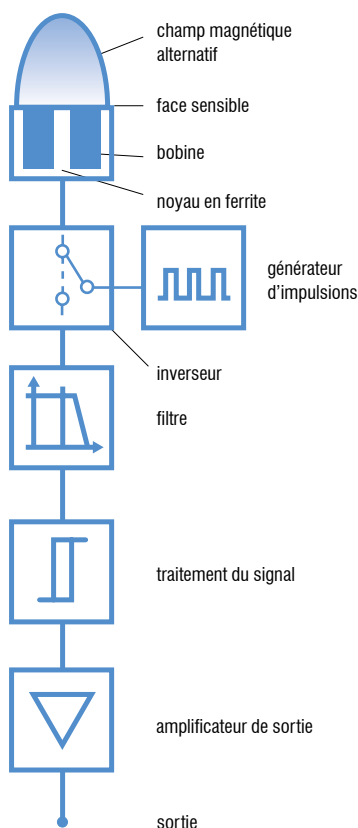 champ magnétique
alternatif
face sensible
bobine
noyau en ferrite
générateur
d'impulsions
inverseur
filtre
traitement du signal
amplificateur de sortie
sortie